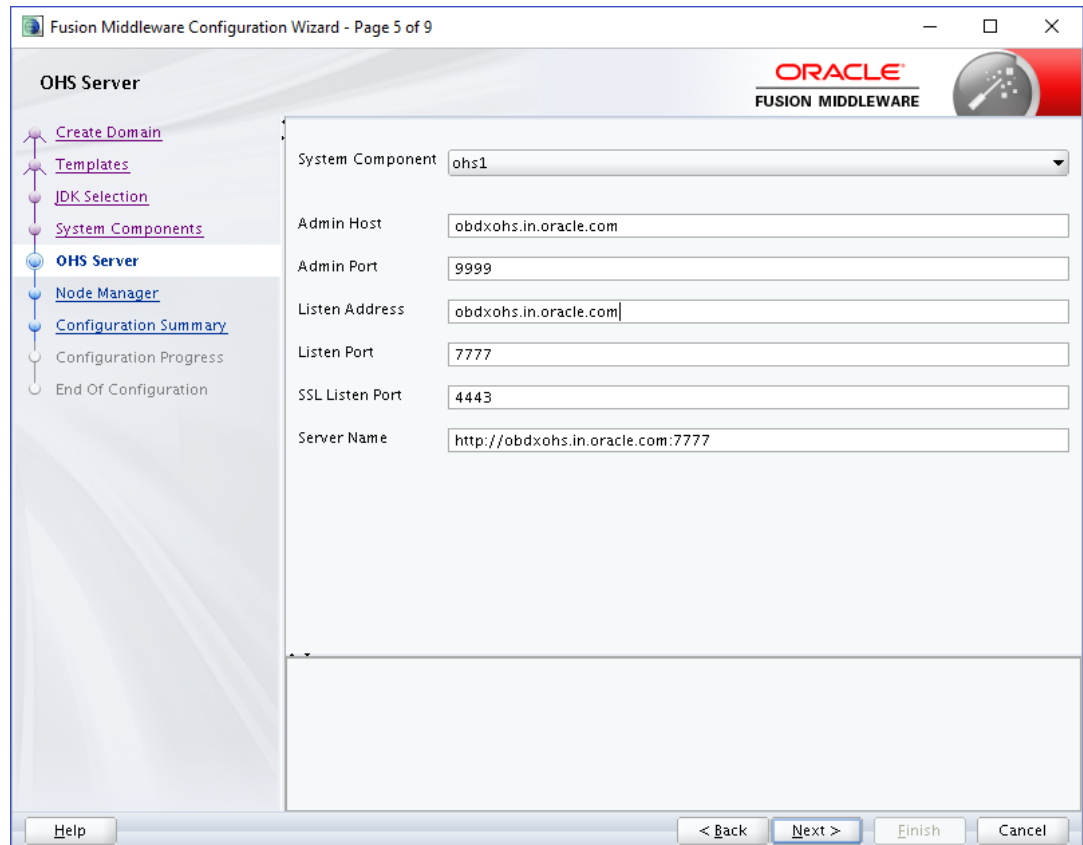 Fusion Middleware Configuration Wizard - Page 5 of 9
OHS Server
ORACLE®
FUSION MIDDLEWARE
Create Domain
Templates
JDK Selection
System Components
OHS Server
Node Manager
Configuration Summary
Configuration Progress
End Of Configuration
System Component ohs1
Admin Host obdxohs.in.oracle.com
Admin Port 9999
Listen Address obdxohs.in.oracle.com
Listen Port 7777
SSL Listen Port 4443
Server Name http://obdxohs.in.oracle.com:7777
Help < Back Next > Finish Cancel